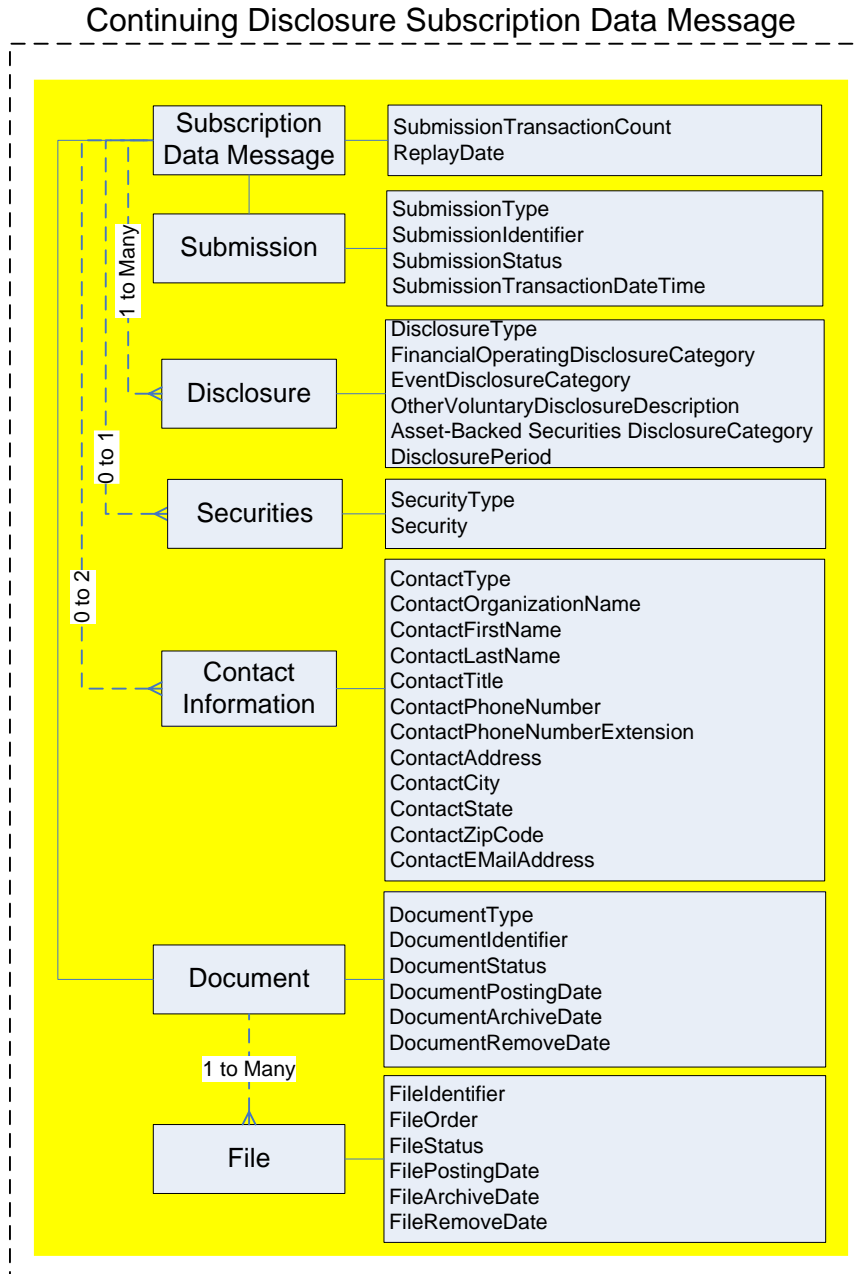 Continuing Disclosure Subscription Data Message
Subscription
Data Message
SubmissionTransactionCount
ReplayDate
Submission
SubmissionType
SubmissionIdentifier
SubmissionStatus
SubmissionTransactionDateTime
1 to Many
Disclosure
DisclosureType
FinancialOperatingDisclosureCategory
EventDisclosureCategory
OtherVoluntaryDisclosureDescription
Asset-Backed Securities DisclosureCategory
DisclosurePeriod
0 to 1
Securities
SecurityType
Security
0 to 2
Contact
Information
ContactType
ContactOrganizationName
ContactFirstName
ContactLastName
ContactTitle
ContactPhoneNumber
ContactPhoneNumberExtension
ContactAddress
ContactCity
ContactState
ContactZipCode
ContactEMailAddress
Document
DocumentType
DocumentIdentifier
DocumentStatus
DocumentPostingDate
DocumentArchiveDate
DocumentRemoveDate
1 to Many
File
FileIdentifier
FileOrder
FileStatus
FilePostingDate
FileArchiveDate
FileRemoveDate